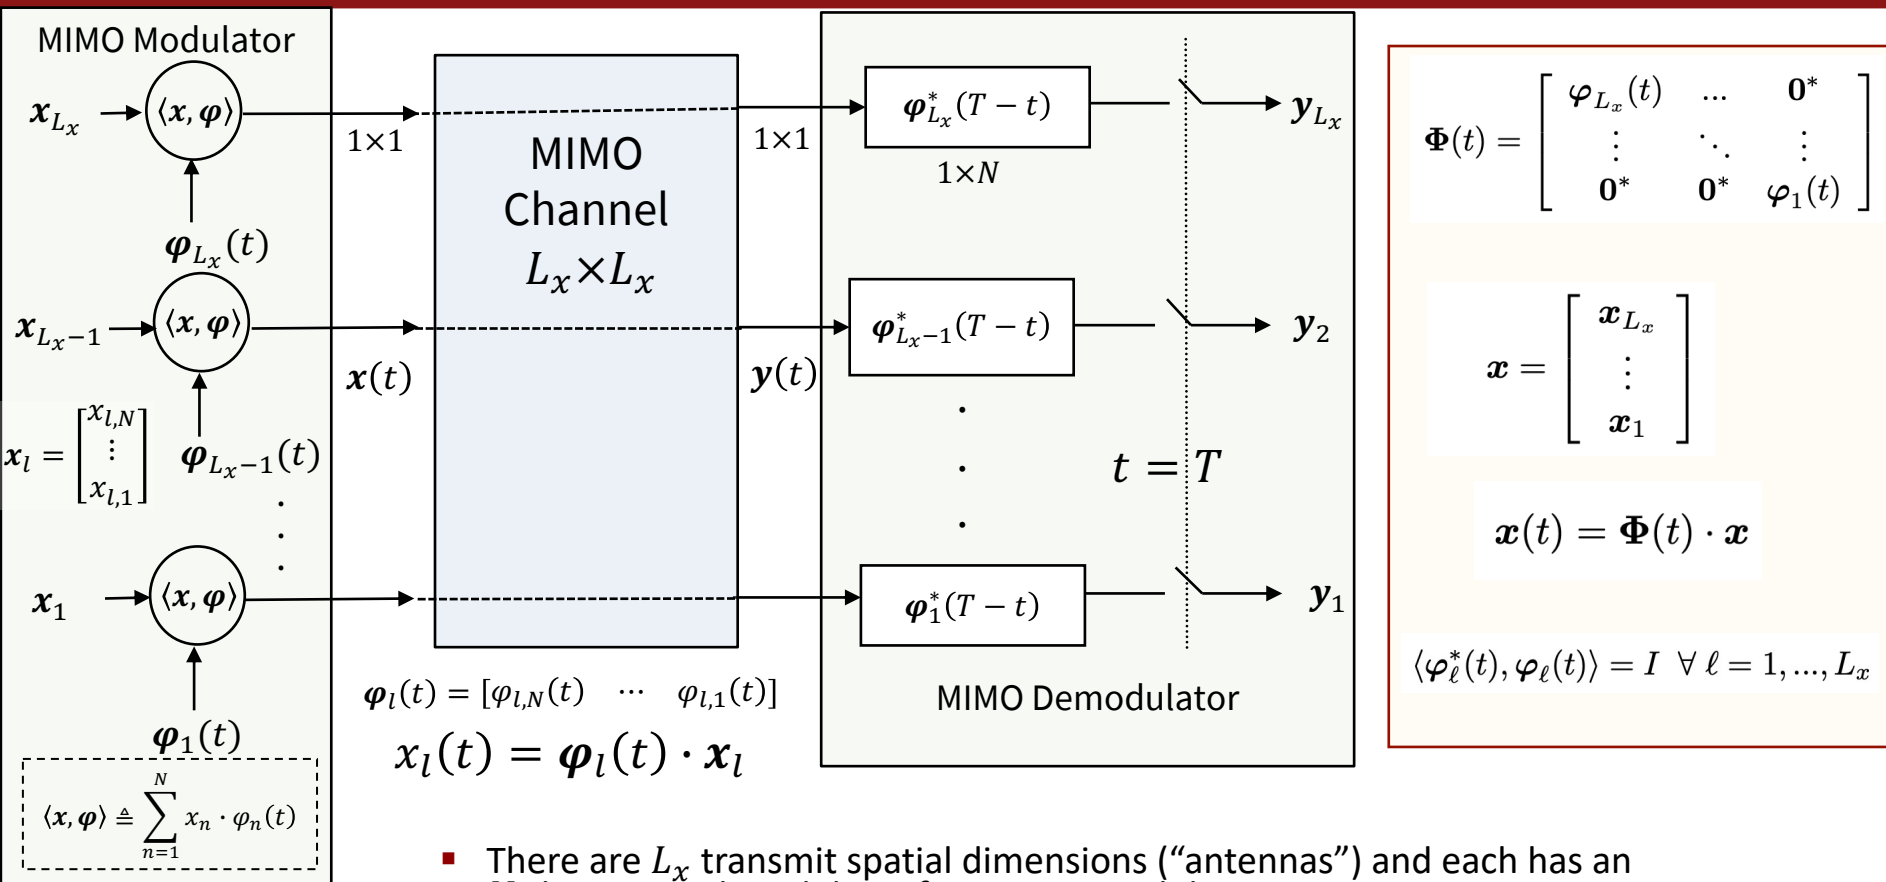 MIMO Modulator
𝒙_{L_x}
⟨𝒙, 𝝋⟩
𝝋_{L_x}(t)
𝒙_{L_x−1}
⟨𝒙, 𝝋⟩
𝒙_l = [x_{l,N} ⋮ x_{l,1}]
𝝋_{L_x−1}(t)
𝒙_1
⟨𝒙, 𝝋⟩
𝝋_1(t)
⟨𝒙, 𝝋⟩ ≜ ∑_{n=1}^{N} x_n · φ_n(t)
1×1
𝒙(t)
MIMO
Channel
L_x×L_x
1×1
𝒚(t)
𝝋_l(t) = [φ_{l,N}(t) ⋯ φ_{l,1}(t)]
x_l(t) = 𝝋_l(t) · 𝒙_l
𝝋*_{L_x}(T − t)
1×N
𝒚_{L_x}
𝝋*_{L_x−1}(T − t)
𝒚_2
t = T
𝝋*_1(T − t)
𝒚_1
MIMO Demodulator
𝚽(t) = [𝝋_{L_x}(t) … 𝟎* ; ⋮ ⋱ ⋮ ; 𝟎* 𝟎* 𝝋_1(t)]
𝒙 = [𝒙_{L_x} ⋮ 𝒙_1]
𝒙(t) = 𝚽(t) · 𝒙
⟨𝝋*_ℓ(t), 𝝋_ℓ(t)⟩ = I ∀ ℓ = 1, ..., L_x
▪ There are L_x transmit spatial dimensions (“antennas”) and each has an